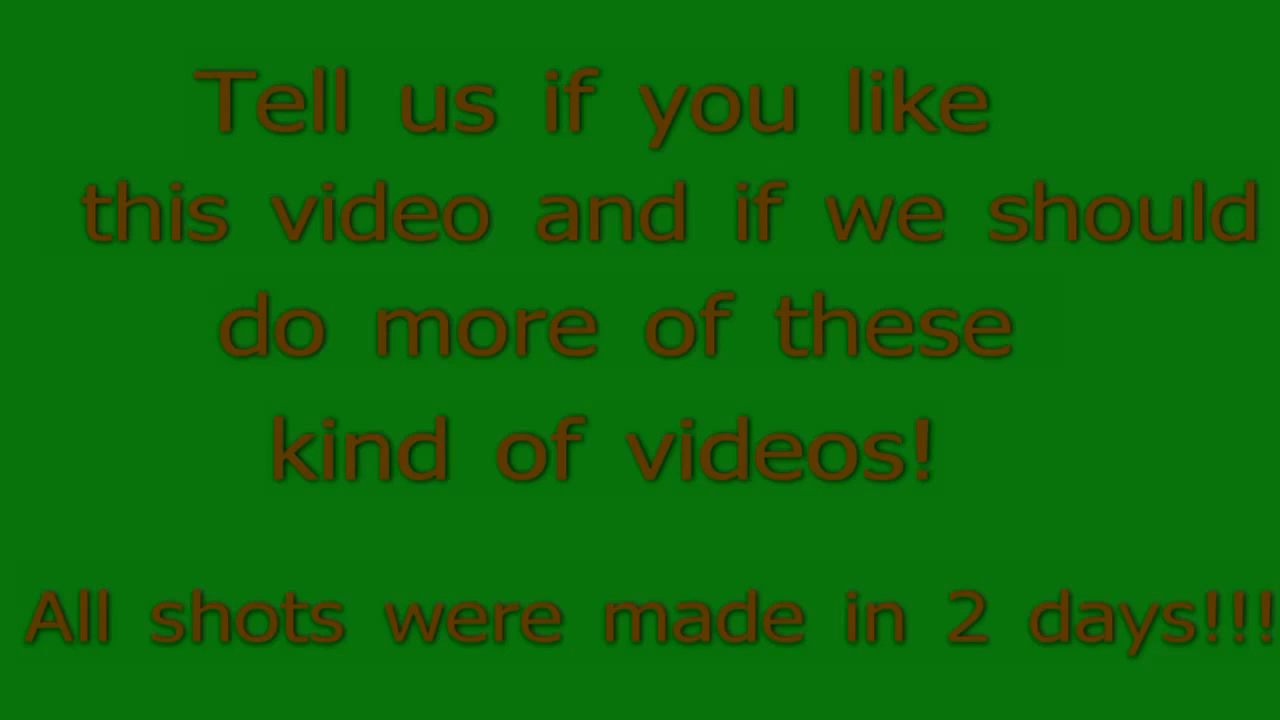 Tell us if you like
this video and if we should
do more of these
kind of videos!
All shots were made in 2 days!!!